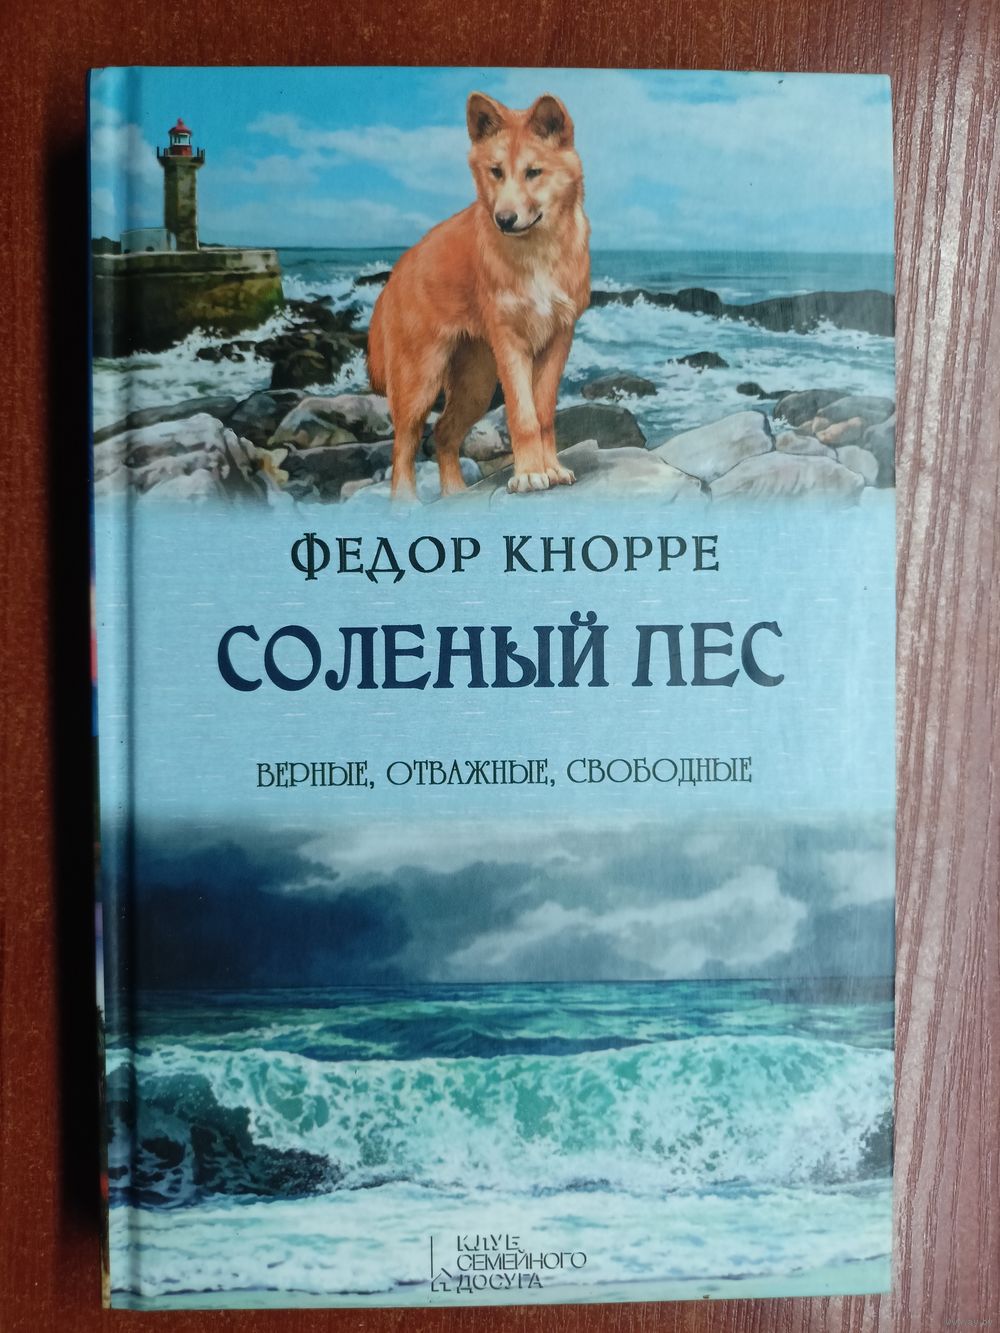 ФЕДОР КНОРРЕ
СОЛЕНЫЙ ПЕС
ВЕРНЫЕ, ОТВАЖНЫЕ, СВОБОДНЫЕ
КЛУБ
СЕМЕЙНОГО
ДОСУГА